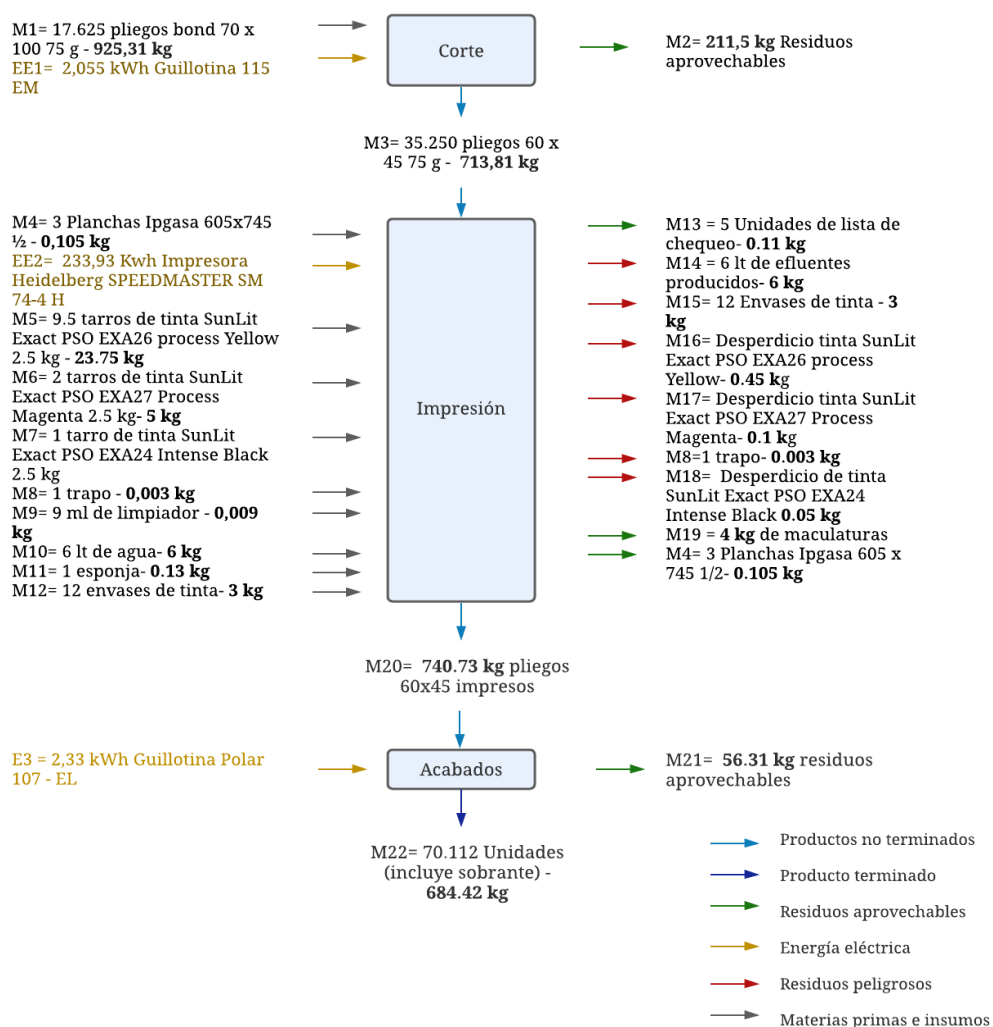 M1= 17.625 pliegos bond 70 x
100 75 g - 925,31 kg
EE1=  2,055 kWh Guillotina 115
EM
Corte
M2= 211,5 kg Residuos
aprovechables
M3= 35.250 pliegos 60 x
45 75 g -  713,81 kg
M4= 3 Planchas Ipgasa 605x745
½ - 0,105 kg
EE2=  233,93 Kwh Impresora
Heidelberg SPEEDMASTER SM
74-4 H
M5= 9.5 tarros de tinta SunLit
Exact PSO EXA26 process Yellow
2.5 kg - 23.75 kg
M6= 2 tarros de tinta SunLit
Exact PSO EXA27 Process
Magenta 2.5 kg- 5 kg
M7= 1 tarro de tinta SunLit
Exact PSO EXA24 Intense Black
2.5 kg
M8= 1 trapo - 0,003 kg
M9= 9 ml de limpiador - 0,009
kg
M10= 6 lt de agua- 6 kg
M11= 1 esponja- 0.13 kg
M12= 12 envases de tinta- 3 kg
Impresión
M13 = 5 Unidades de lista de
chequeo- 0.11 kg
M14 = 6 lt de efluentes
producidos- 6 kg
M15= 12 Envases de tinta - 3
kg
M16= Desperdicio tinta SunLit
Exact PSO EXA26 process
Yellow- 0.45 kg
M17= Desperdicio tinta SunLit
Exact PSO EXA27 Process
Magenta- 0.1 kg
M8=1 trapo- 0.003 kg
M18=  Desperdicio de tinta
SunLit Exact PSO EXA24
Intense Black 0.05 kg
M19 = 4 kg de maculaturas
M4= 3 Planchas Ipgasa 605 x
745 1/2- 0.105 kg
M20=  740.73 kg pliegos
60x45 impresos
E3 = 2,33 kWh Guillotina Polar
107 - EL
Acabados
M21=  56.31 kg residuos
aprovechables
M22= 70.112 Unidades
(incluye sobrante) -
684.42 kg
Productos no terminados
Producto terminado
Residuos aprovechables
Energía eléctrica
Residuos peligrosos
Materias primas e insumos